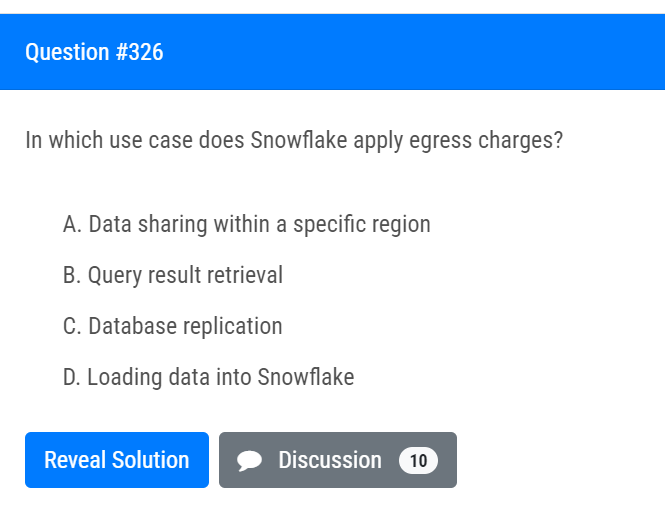 Question #326
In which use case does Snowflake apply egress charges?
A. Data sharing within a specific region
B. Query result retrieval
C. Database replication
D. Loading data into Snowflake
Reveal Solution Discussion 10